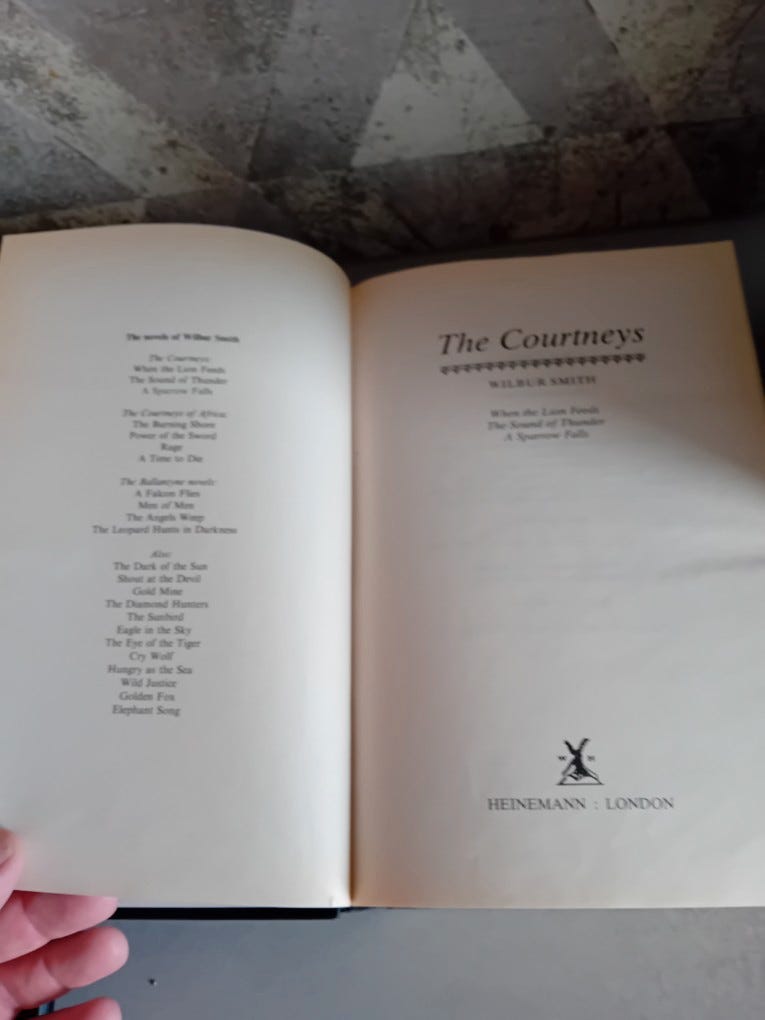 The novels of Wilbur Smith
The Courtneys:
When the Lion Feeds
The Sound of Thunder
A Sparrow Falls
The Courtneys of Africa:
The Burning Shore
Power of the Sword
Rage
A Time to Die
The Ballantyne novels:
A Falcon Flies
Men of Men
The Angels Weep
The Leopard Hunts in Darkness
Also:
The Dark of the Sun
Shout at the Devil
Gold Mine
The Diamond Hunters
The Sunbird
Eagle in the Sky
The Eye of the Tiger
Cry Wolf
Hungry as the Sea
Wild Justice
Golden Fox
Elephant Song
The Courtneys
WILBUR SMITH
When the Lion Feeds
The Sound of Thunder
A Sparrow Falls
W H
HEINEMANN : LONDON